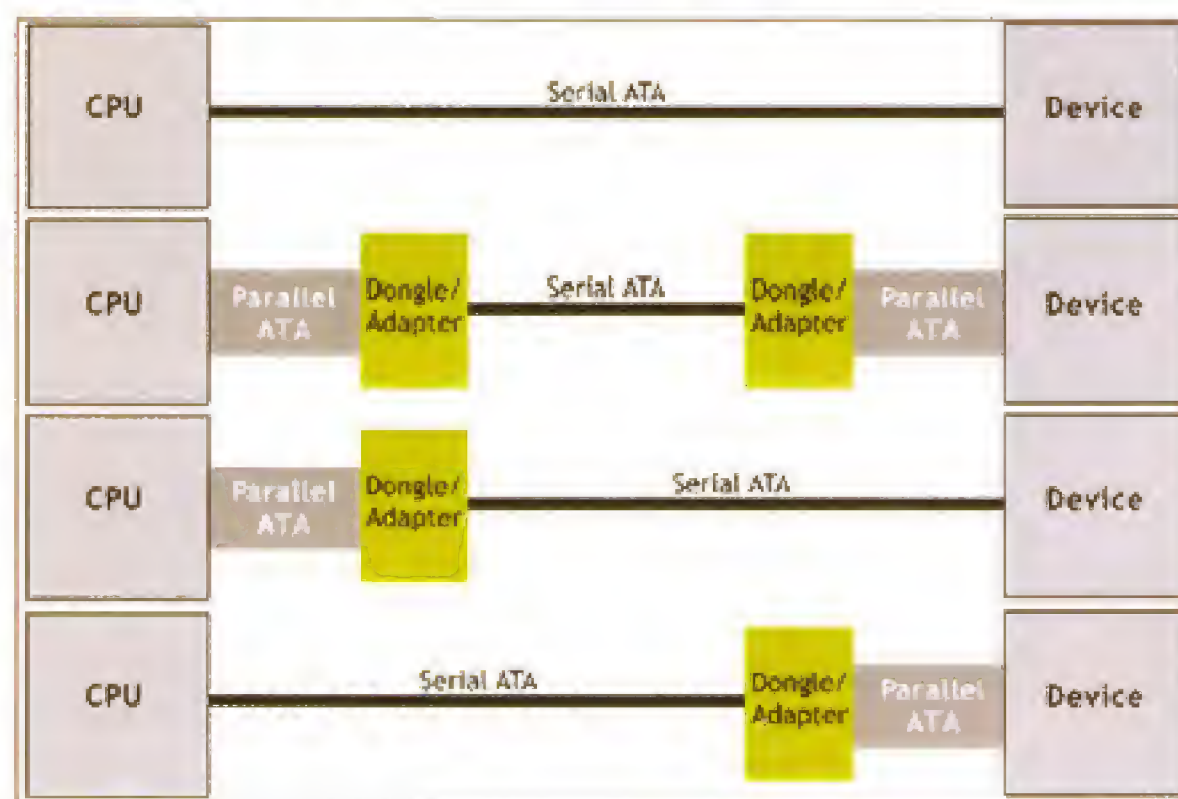 CPU
Serial ATA
Device
CPU
Parallel
ATA
Dongle/
Adapter
Serial ATA
Dongle/
Adapter
Parallel
ATA
Device
CPU
Parallel
ATA
Dongle/
Adapter
Serial ATA
Device
CPU
Serial ATA
Dongle/
Adapter
Parallel
ATA
Device